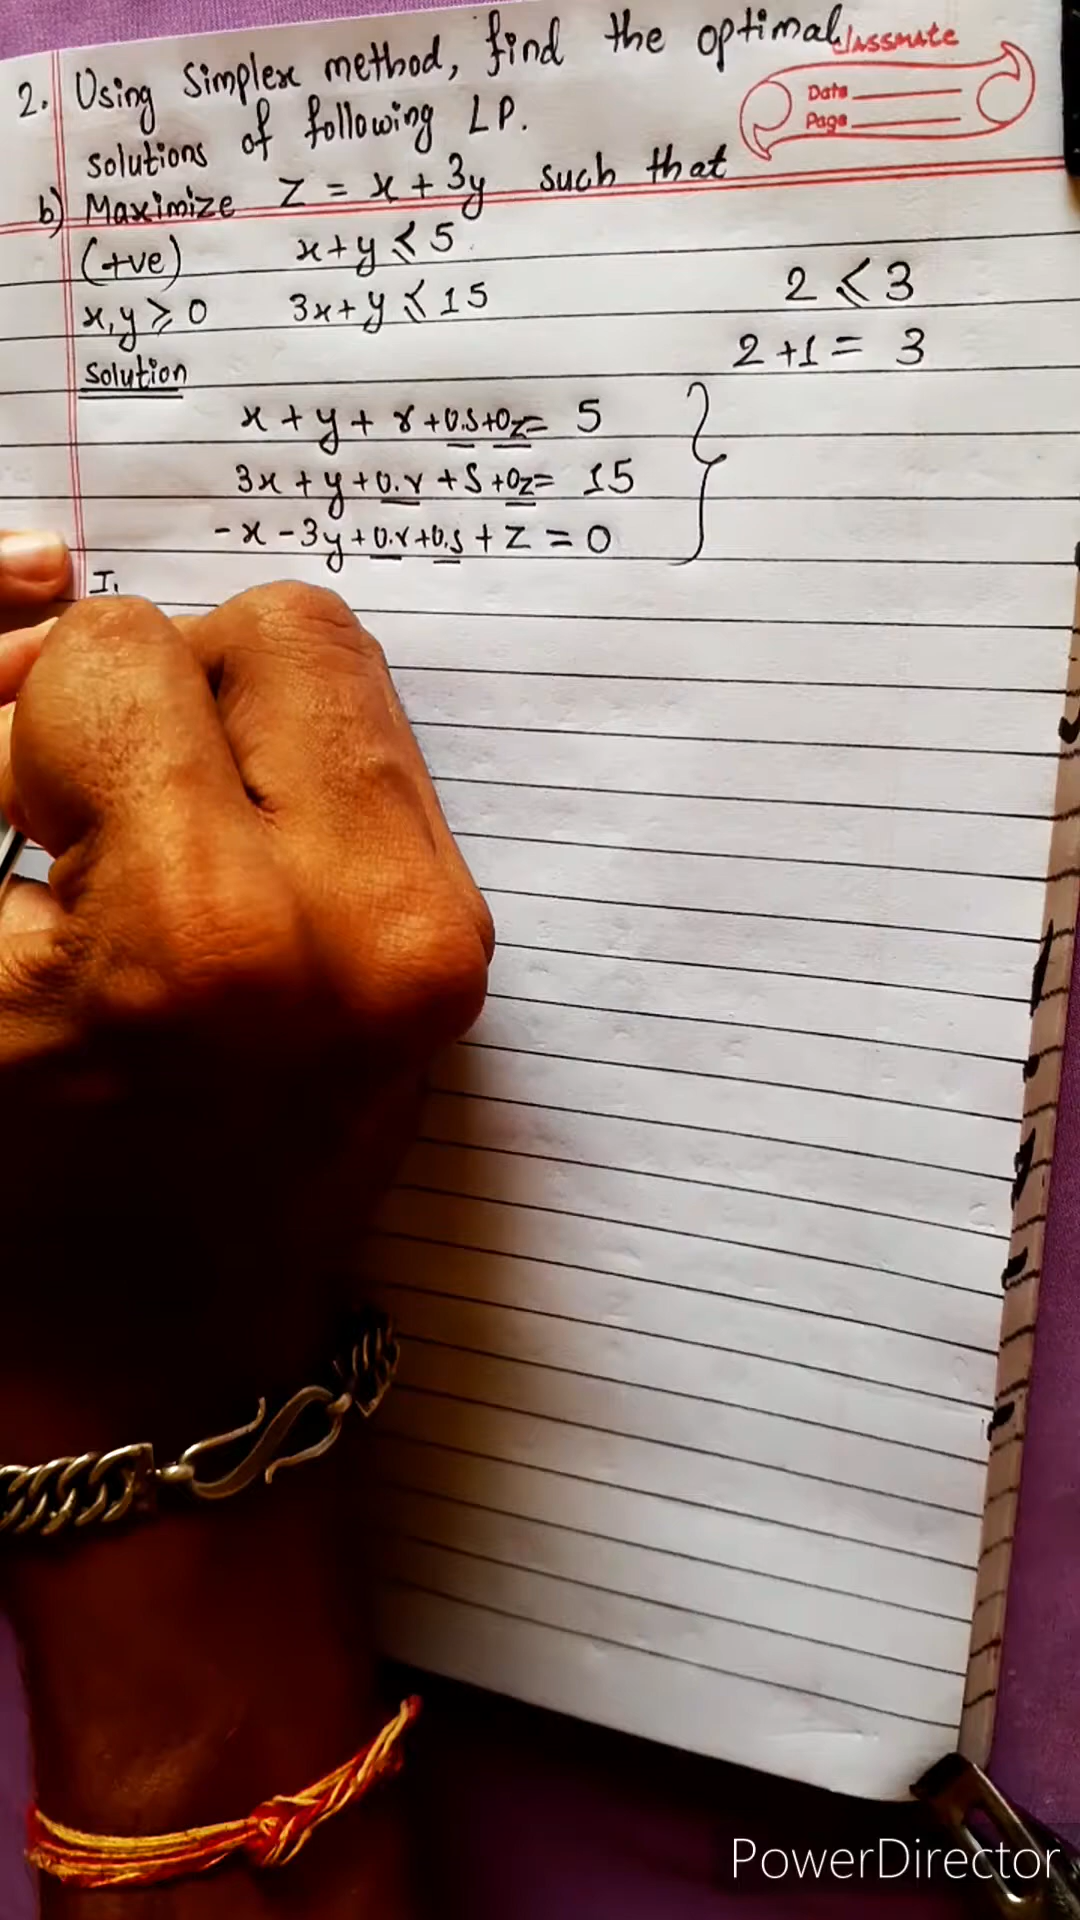 2. Using Simplex method, find the optimal
classmate
Date
Page
solutions of following LP.
b) Maximize Z = x + 3y such that
(+ve) x+y ⩽ 5
x,y ⩾ 0 3x+y ⩽ 15
2 ⩽ 3
2 +1 = 3
Solution
x + y + r + 0.s + 0z = 5
3x + y + 0.r + S + 0z = 15
-x - 3y + 0.r + 0.s + Z = 0
I.
PowerDirector